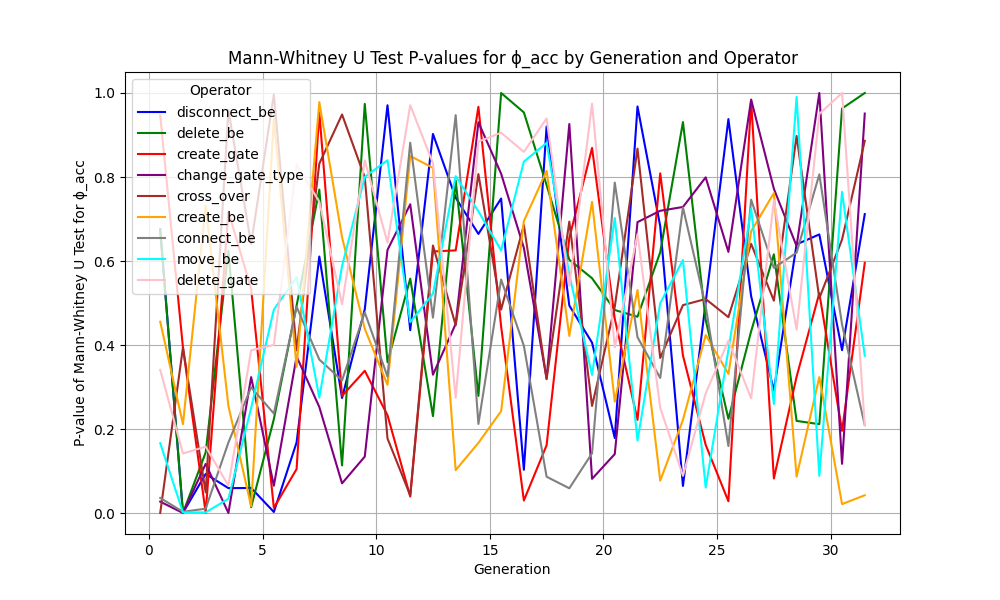 Mann-Whitney U Test P-values for ϕ_acc by Generation and Operator
P-value of Mann-Whitney U Test for ϕ_acc
1.0
0.8
0.6
0.4
0.2
0.0
Operator
disconnect_be
delete_be
create_gate
change_gate_type
cross_over
create_be
connect_be
move_be
delete_gate
0 5 10 15 20 25 30
Generation